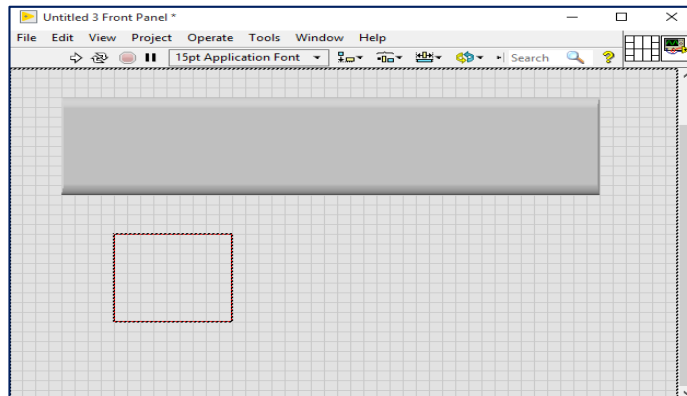 Untitled 3 Front Panel *
File Edit View Project Operate Tools Window Help
15pt Application Font Search ?